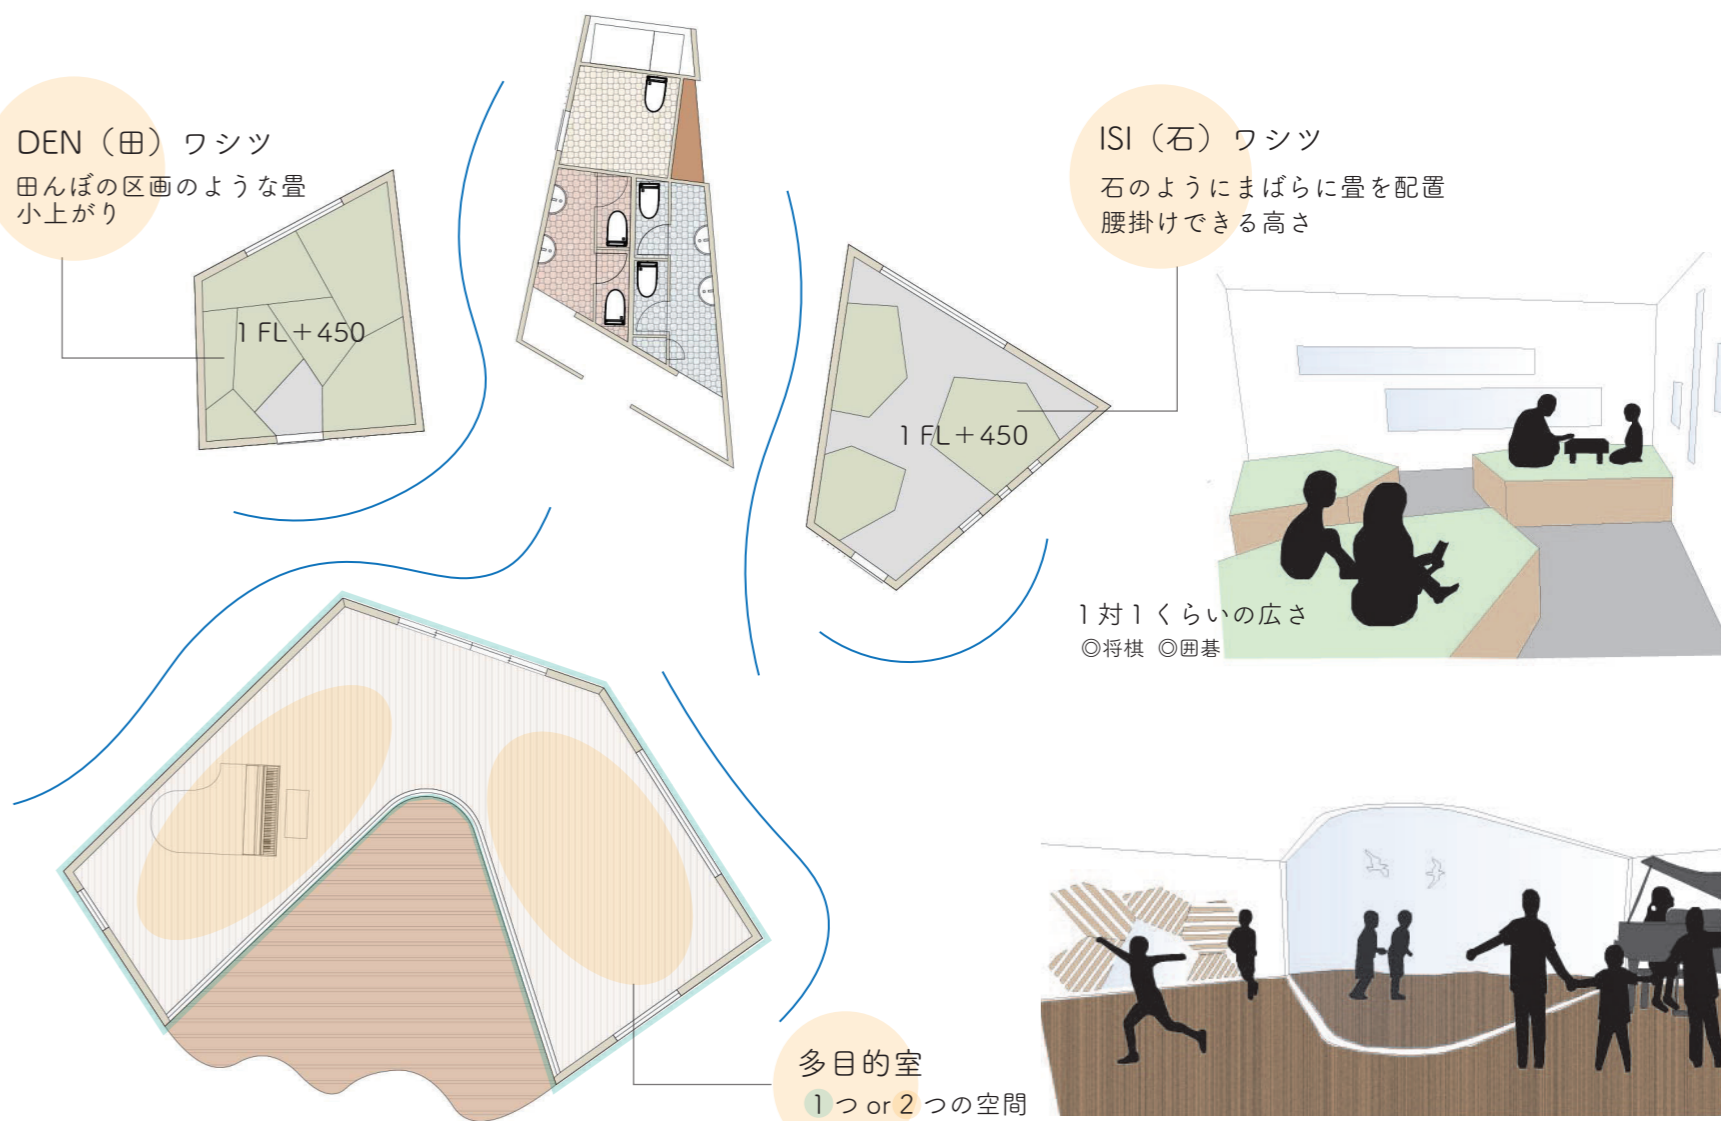 DEN（田）ワシツ
田んぼの区画のような畳
小上がり
1 FL＋450
ISI（石）ワシツ
石のようにまばらに畳を配置
腰掛けできる高さ
1 FL＋450
1対1くらいの広さ
◎将棋 ◎囲碁
多目的室
1つ or 2つの空間